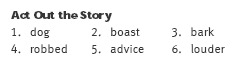 Act Out the Story
1. dog 2. boast 3. bark
4. robbed 5. advice 6. louder